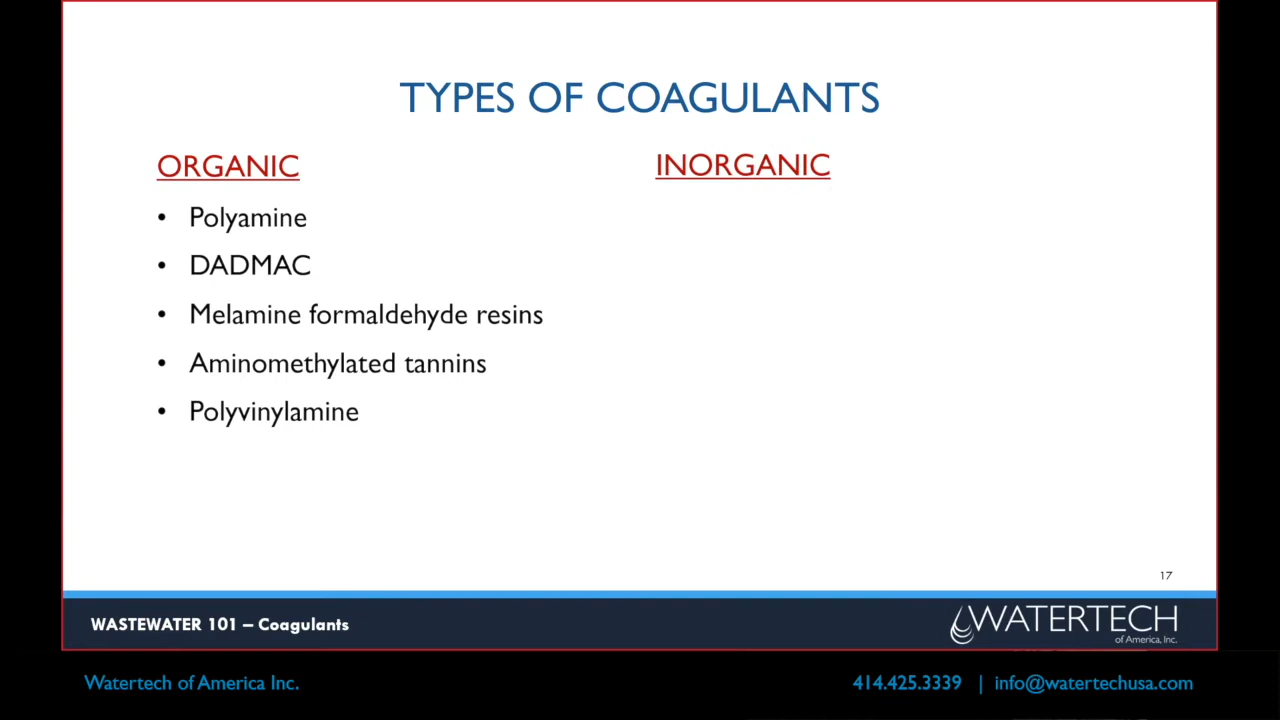 TYPES OF COAGULANTS
ORGANIC
• Polyamine
• DADMAC
• Melamine formaldehyde resins
• Aminomethylated tannins
• Polyvinylamine
INORGANIC
17
WASTEWATER 101 – Coagulants
WATERTECH
of America, Inc.
Watertech of America Inc.
414.425.3339 | info@watertechusa.com